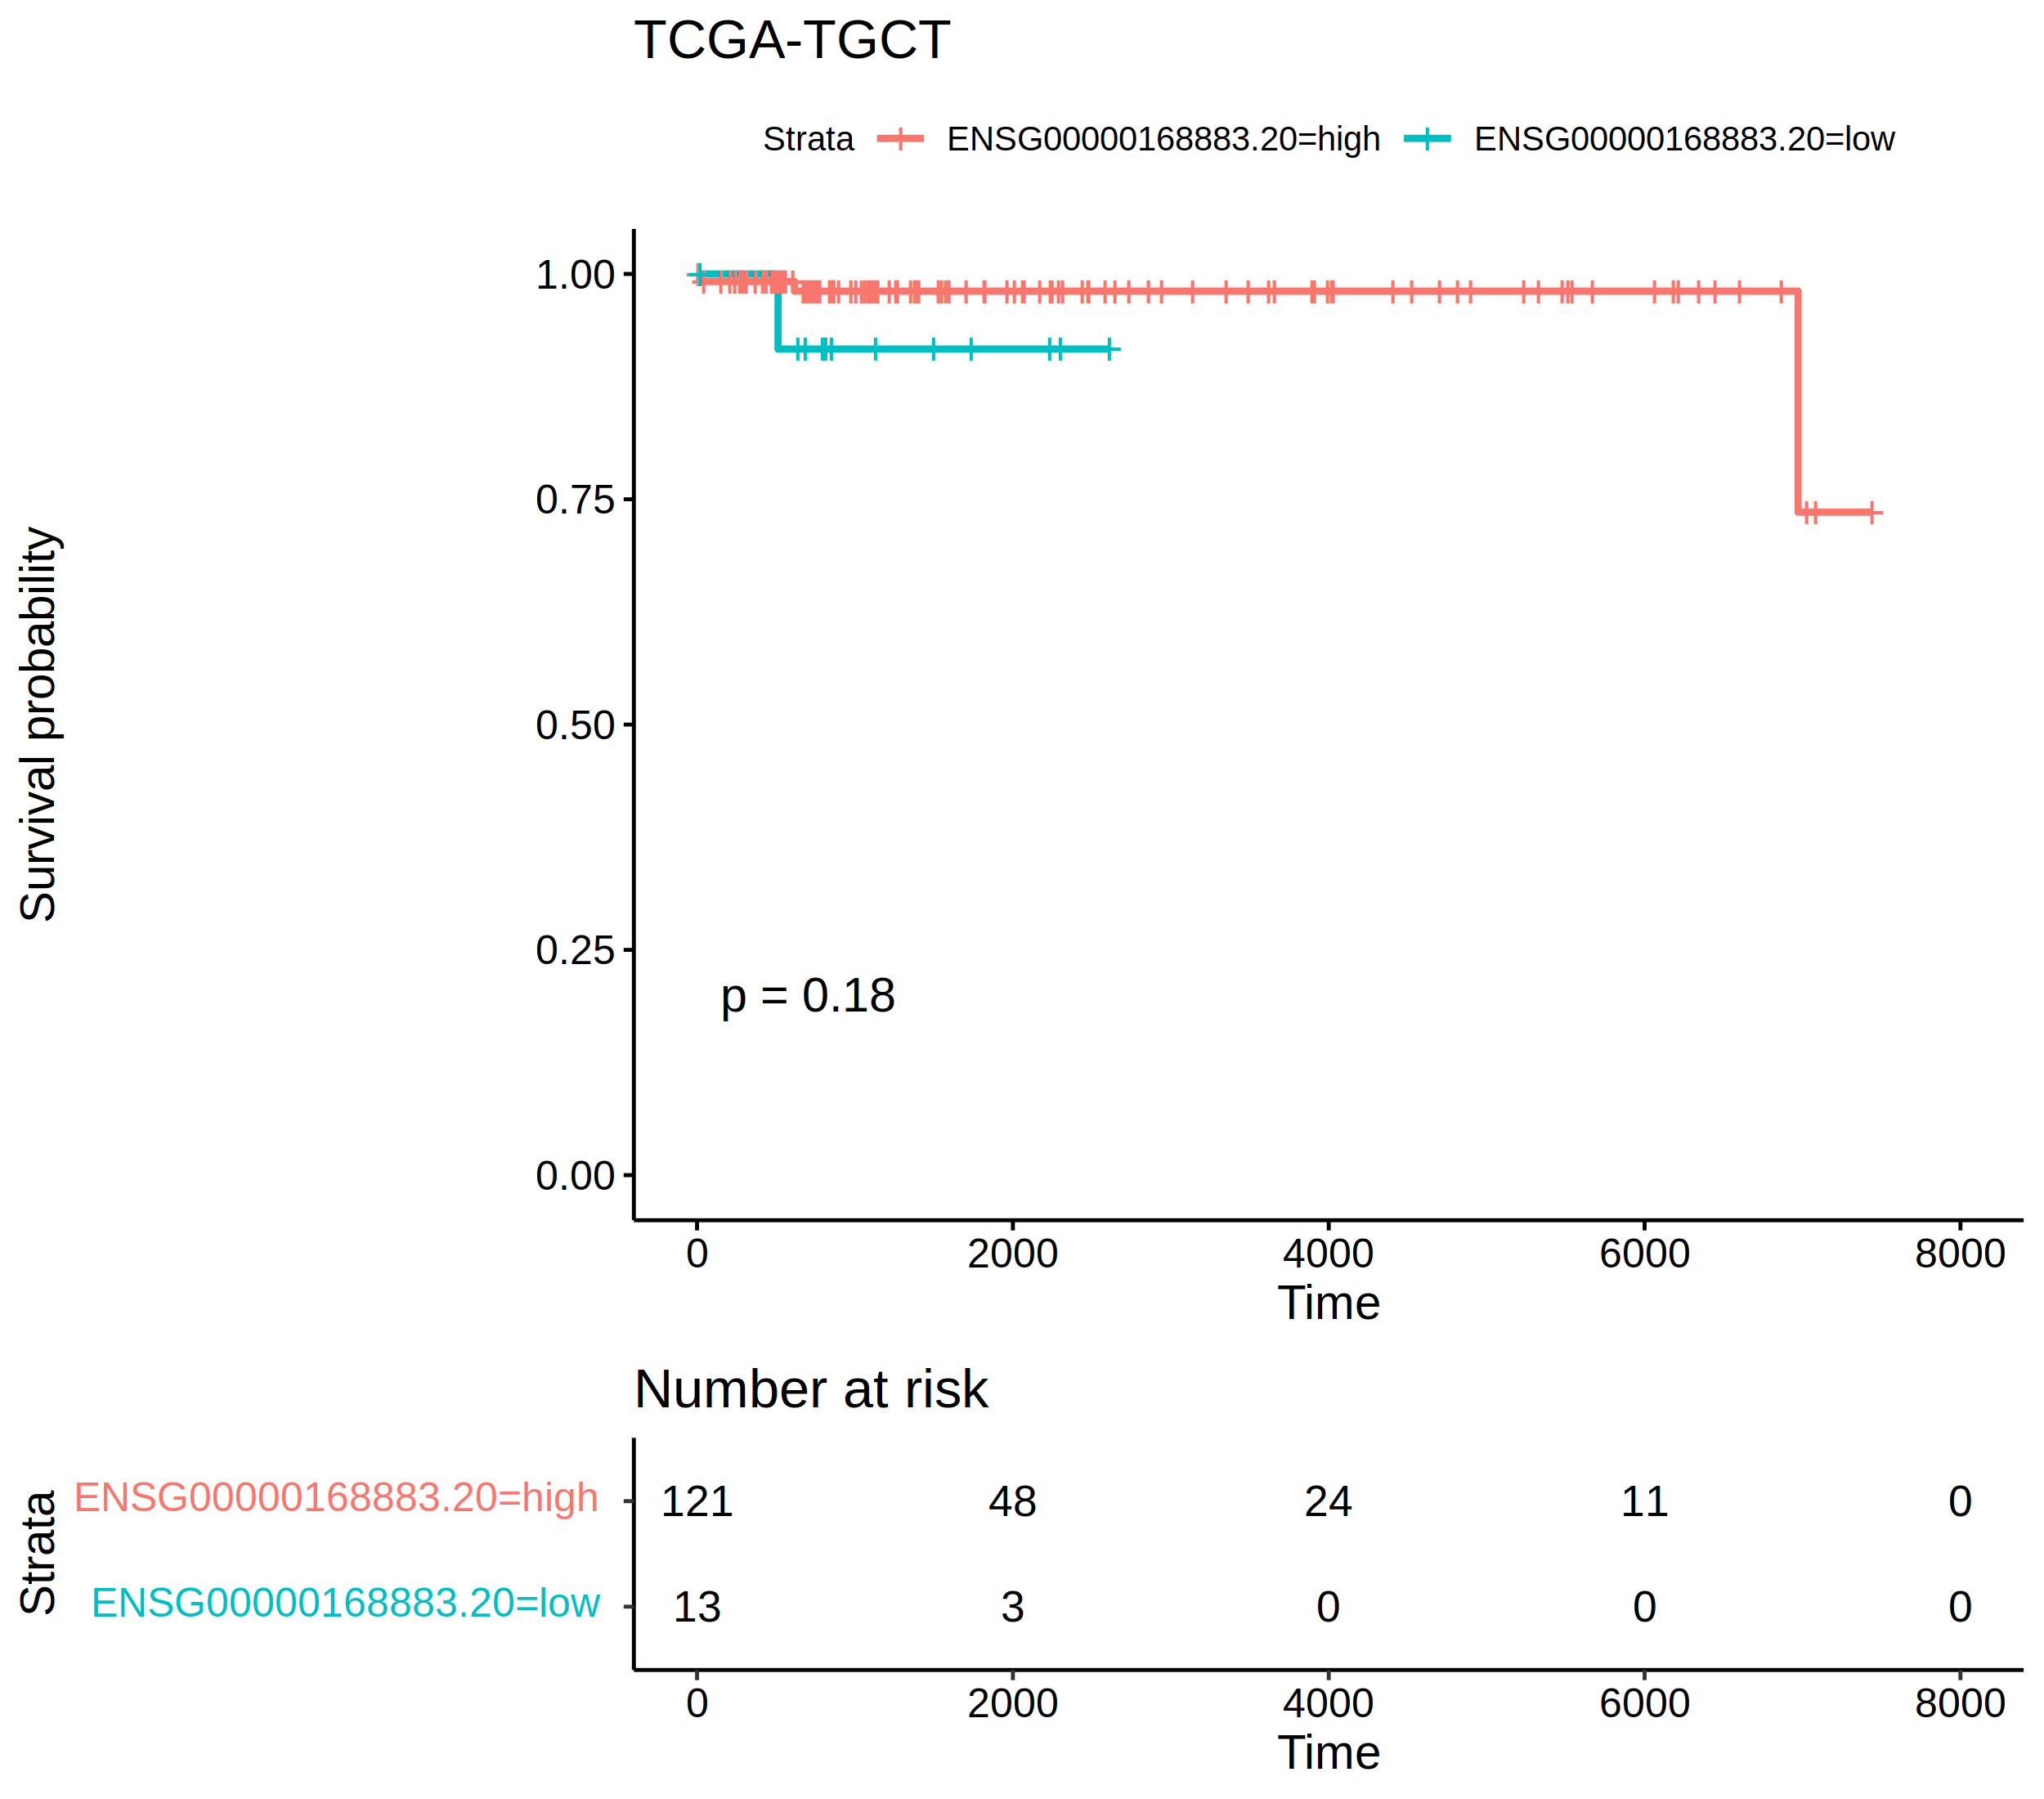 TCGA-TGCT
Strata ENSG00000168883.20=high ENSG00000168883.20=low
Survival probability
1.00
0.75
0.50
0.25
0.00
p = 0.18
0 2000 4000 6000 8000
Time
Number at risk
Strata
ENSG00000168883.20=high 121 48 24 11 0
ENSG00000168883.20=low 13 3 0 0 0
0 2000 4000 6000 8000
Time